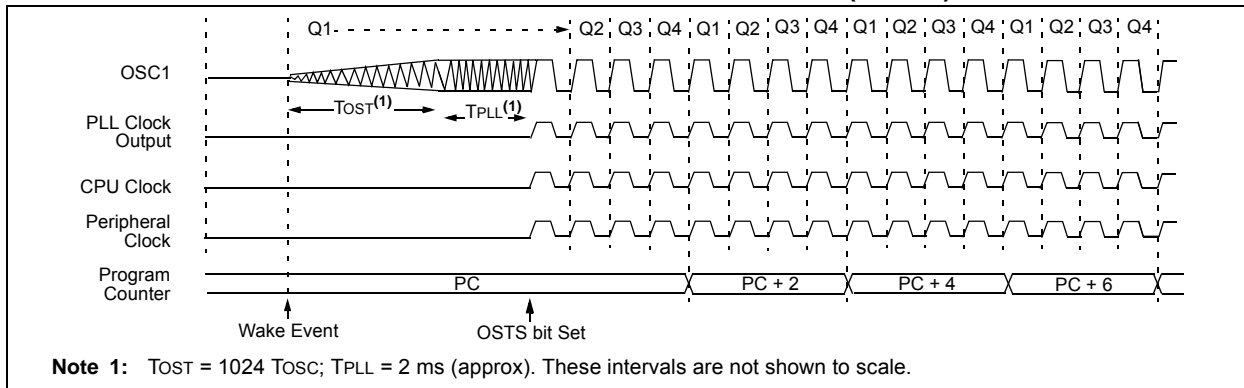 Q1 Q2 Q3 Q4 Q1 Q2 Q3 Q4 Q1 Q2 Q3 Q4 Q1 Q2 Q3 Q4
OSC1
TOST(1) TPLL(1)
PLL Clock
Output
CPU Clock
Peripheral
Clock
Program
Counter
PC PC + 2 PC + 4 PC + 6
Wake Event OSTS bit Set
Note 1: TOST = 1024 TOSC; TPLL = 2 ms (approx). These intervals are not shown to scale.